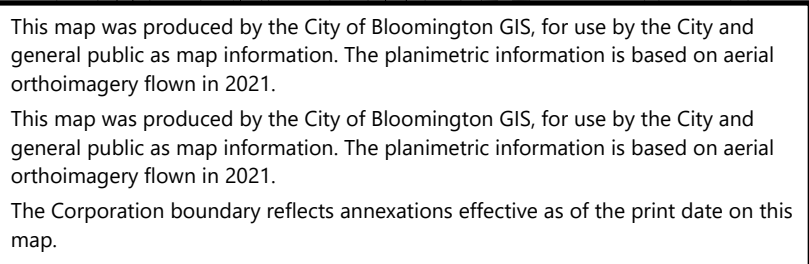 This map was produced by the City of Bloomington GIS, for use by the City and
general public as map information. The planimetric information is based on aerial
orthoimagery flown in 2021.
This map was produced by the City of Bloomington GIS, for use by the City and
general public as map information. The planimetric information is based on aerial
orthoimagery flown in 2021.
The Corporation boundary reflects annexations effective as of the print date on this
map.